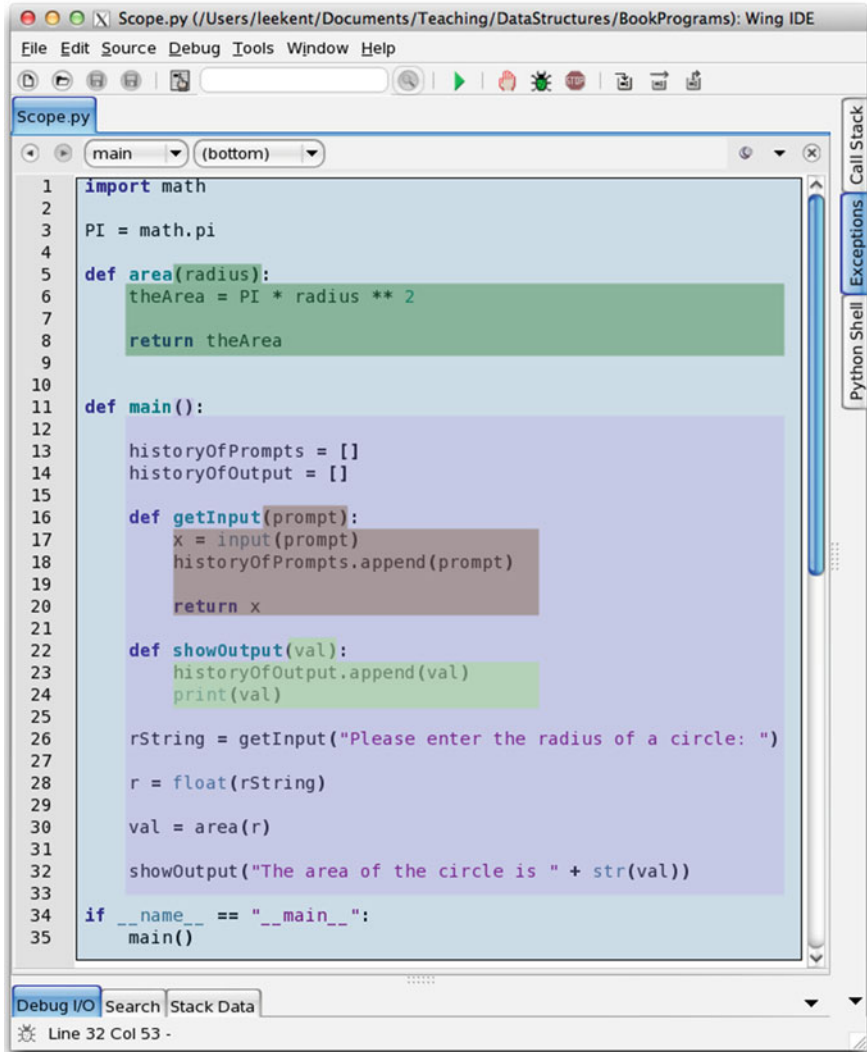 Scope.py (/Users/leekent/Documents/Teaching/DataStructures/BookPrograms): Wing IDE
File Edit Source Debug Tools Window Help
STOP
Scope.py
main (bottom)
1 import math
2
3 PI = math.pi
4
5 def area(radius):
6     theArea = PI * radius ** 2
7
8     return theArea
9
10
11 def main():
12
13     historyOfPrompts = []
14     historyOfOutput = []
15
16     def getInput(prompt):
17         x = input(prompt)
18         historyOfPrompts.append(prompt)
19
20         return x
21
22     def showOutput(val):
23         historyOfOutput.append(val)
24         print(val)
25
26     rString = getInput("Please enter the radius of a circle: ")
27
28     r = float(rString)
29
30     val = area(r)
31
32     showOutput("The area of the circle is " + str(val))
33
34 if __name__ == "__main__":
35     main()
Call Stack
Exceptions
Python Shell
Debug I/O Search Stack Data
Line 32 Col 53 -